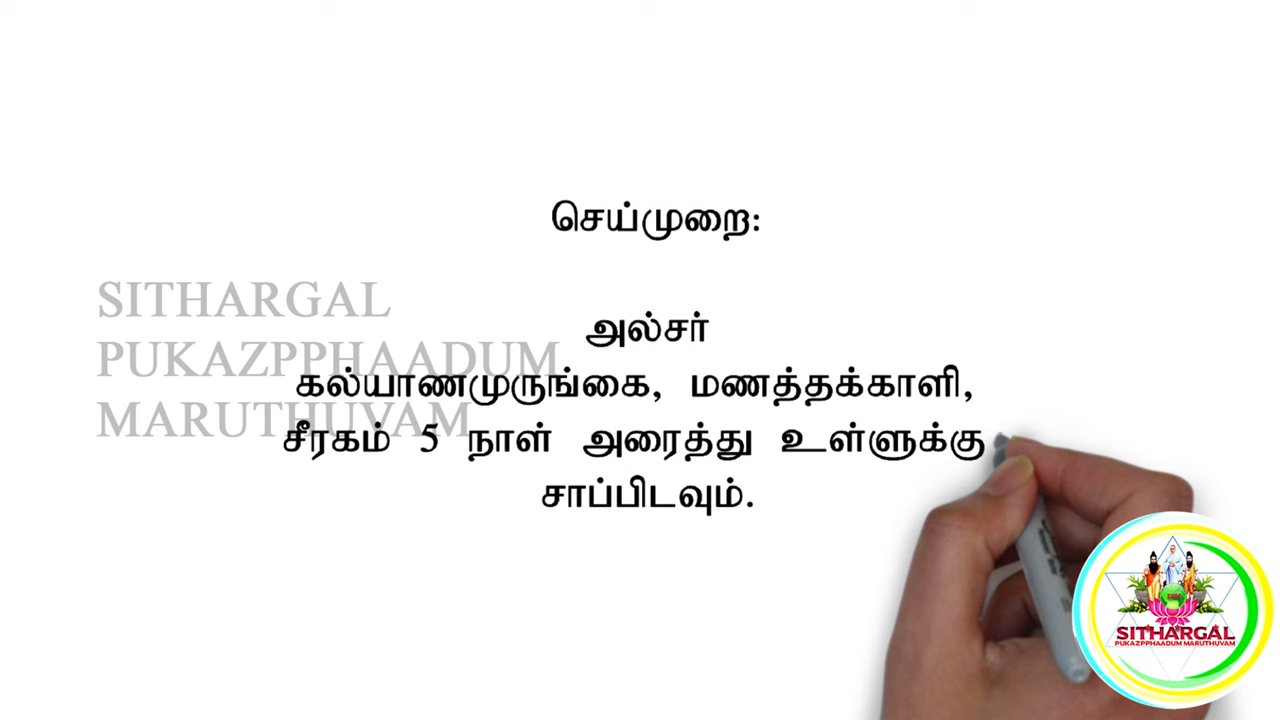 செய்முறை:
அல்சர்
கல்யாணமுருங்கை, மணத்தக்காளி,
சீரகம் 5 நாள் அரைத்து உள்ளுக்கு
சாப்பிடவும்.
SITHARGAL
PUKAZPPHAADUM
MARUTHUVAM
SITHARGAL
PUKAZPPHAADUM MARUTHUVAM